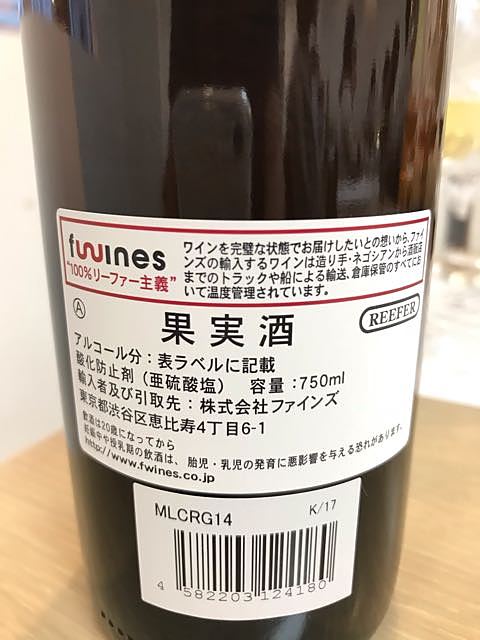 fwines
"100%リーファー主義"
ワインを完璧な状態でお届けしたいとの想いから、ファイ
ンズの輸入するワインは造り手・ネゴシアンから酒販店
までのトラックや船による輸送、倉庫保管のすべてにお
いて温度管理されています。
A
果実酒
REEFER
アルコール分：表ラベルに記載
酸化防止剤（亜硫酸塩） 容量：750ml
輸入者及び引取先：株式会社ファインズ
東京都渋谷区恵比寿4丁目6-1
飲酒は20歳になってから
妊娠中や授乳期の飲酒は、胎児・乳児の発育に悪影響を与える恐れがあります。
http://www.fwines.co.jp
MLCRG14 K/17
4 582203 124180